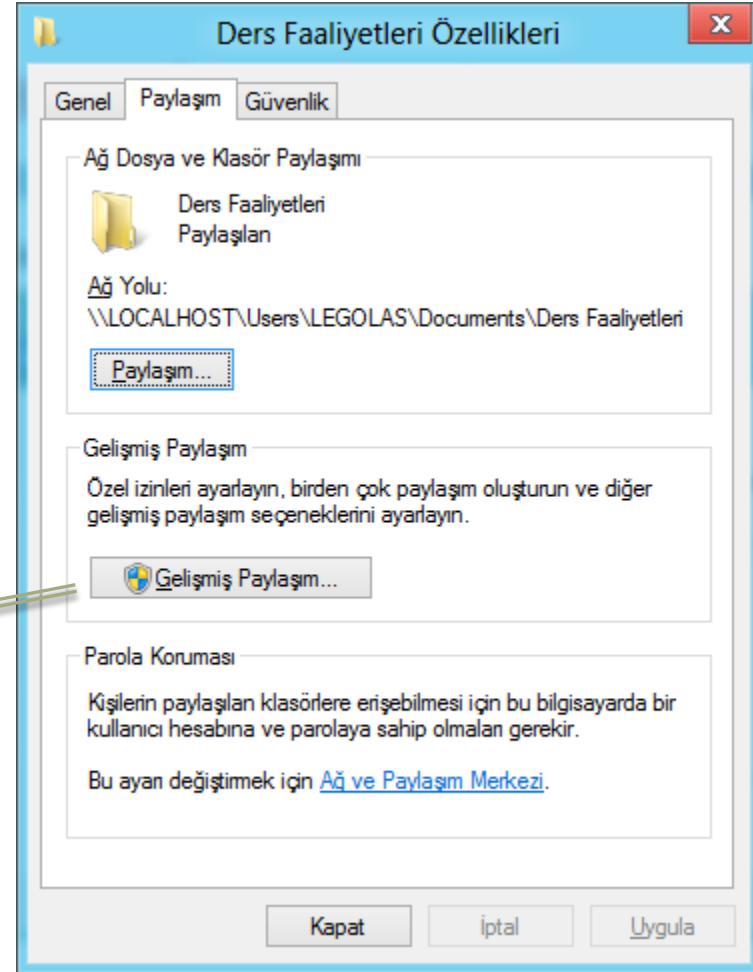 Ders Faaliyetleri Özellikleri
x
Genel Paylaşım Güvenlik
Ağ Dosya ve Klasör Paylaşımı
Ders Faaliyetleri
Paylaşılan
Ağ Yolu:
\\LOCALHOST\Users\LEGOLAS\Documents\Ders Faaliyetleri
Paylaşım...
Gelişmiş Paylaşım
Özel izinleri ayarlayın, birden çok paylaşım oluşturun ve diğer
gelişmiş paylaşım seçeneklerini ayarlayın.
Gelişmiş Paylaşım...
Parola Koruması
Kişilerin paylaşılan klasörlere erişebilmesi için bu bilgisayarda bir
kullanıcı hesabına ve parolaya sahip olmaları gerekir.
Bu ayarı değiştirmek için Ağ ve Paylaşım Merkezi.
Kapat İptal Uygula